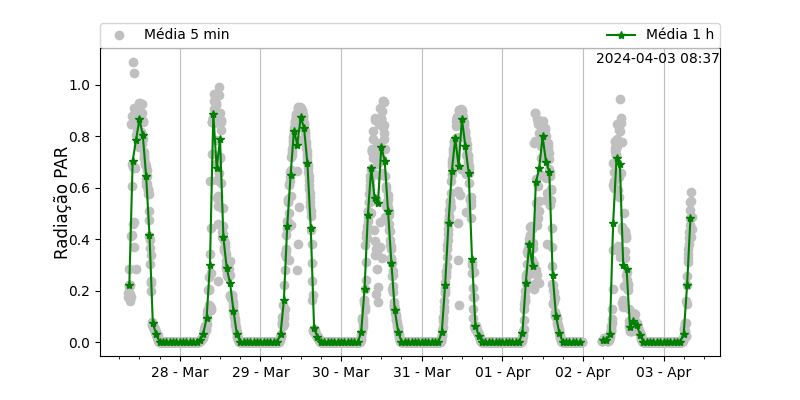 Média 5 min
Média 1 h
2024-04-03 08:37
Radiação PAR
1.0
0.8
0.6
0.4
0.2
0.0
28 - Mar
29 - Mar
30 - Mar
31 - Mar
01 - Apr
02 - Apr
03 - Apr